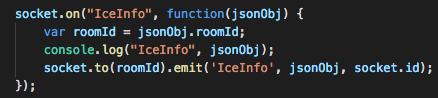 socket.on("IceInfo", function(jsonObj) {
    var roomId = jsonObj.roomId;
    console.log("IceInfo", jsonObj);
    socket.to(roomId).emit('IceInfo', jsonObj, socket.id);
});